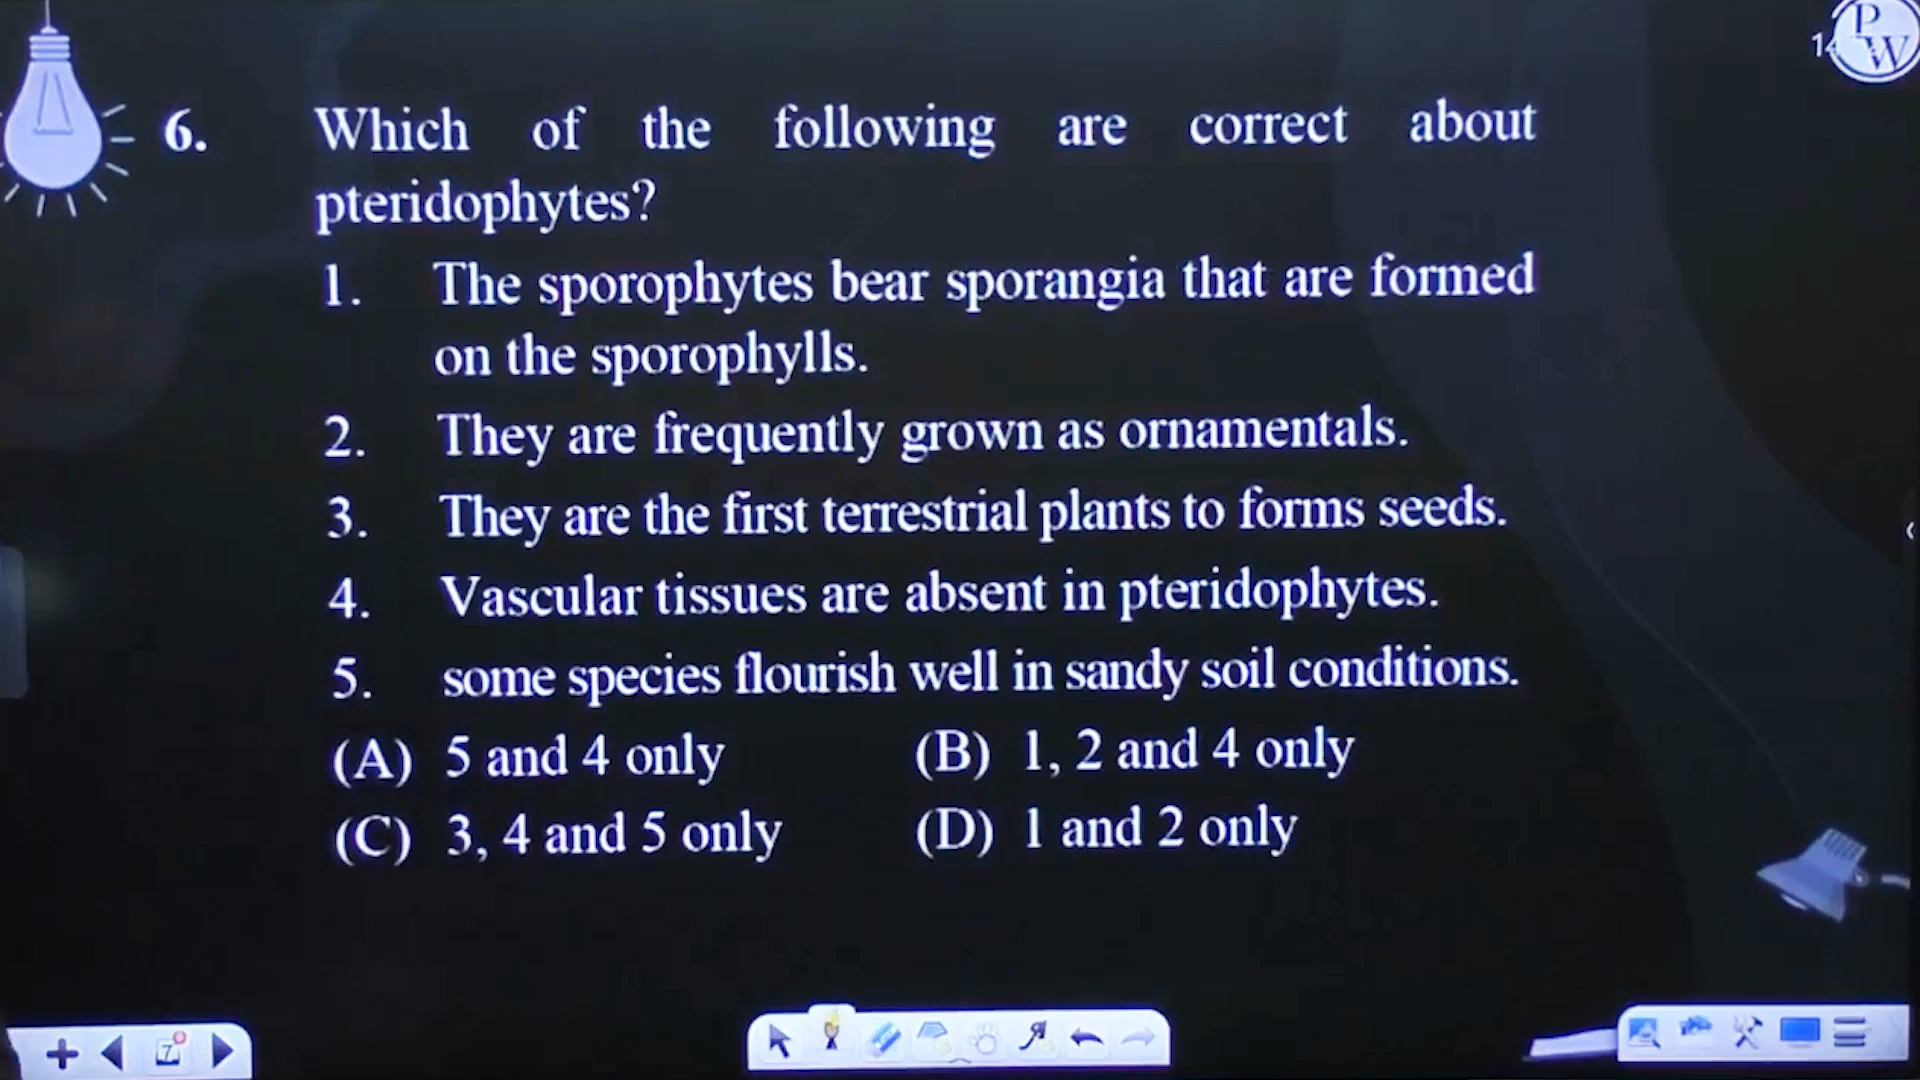 P
W
14
6. Which of the following are correct about
pteridophytes?
1. The sporophytes bear sporangia that are formed
on the sporophylls.
2. They are frequently grown as ornamentals.
3. They are the first terrestrial plants to forms seeds.
4. Vascular tissues are absent in pteridophytes.
5. some species flourish well in sandy soil conditions.
(A) 5 and 4 only (B) 1, 2 and 4 only
(C) 3, 4 and 5 only (D) 1 and 2 only
7